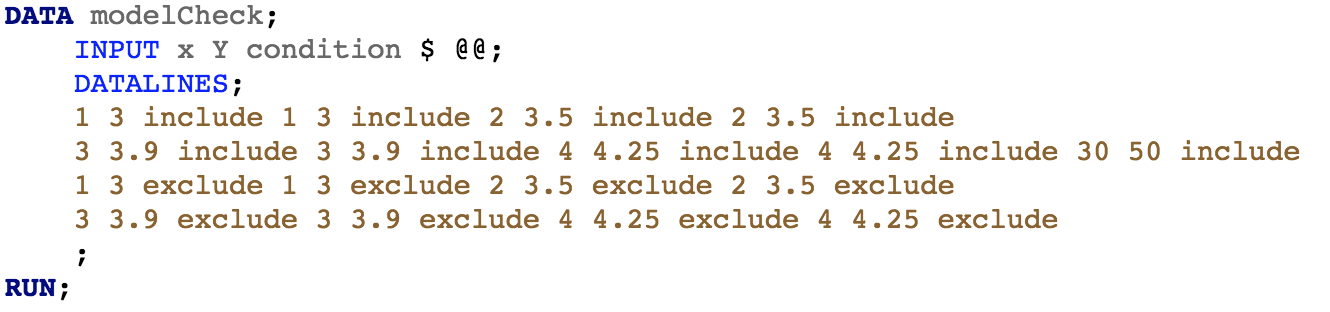 DATA modelCheck;
INPUT x Y condition $ @@;
DATALINES;
1 3 include 1 3 include 2 3.5 include 2 3.5 include
3 3.9 include 3 3.9 include 4 4.25 include 4 4.25 include 30 50 include
1 3 exclude 1 3 exclude 2 3.5 exclude 2 3.5 exclude
3 3.9 exclude 3 3.9 exclude 4 4.25 exclude 4 4.25 exclude
;
RUN;